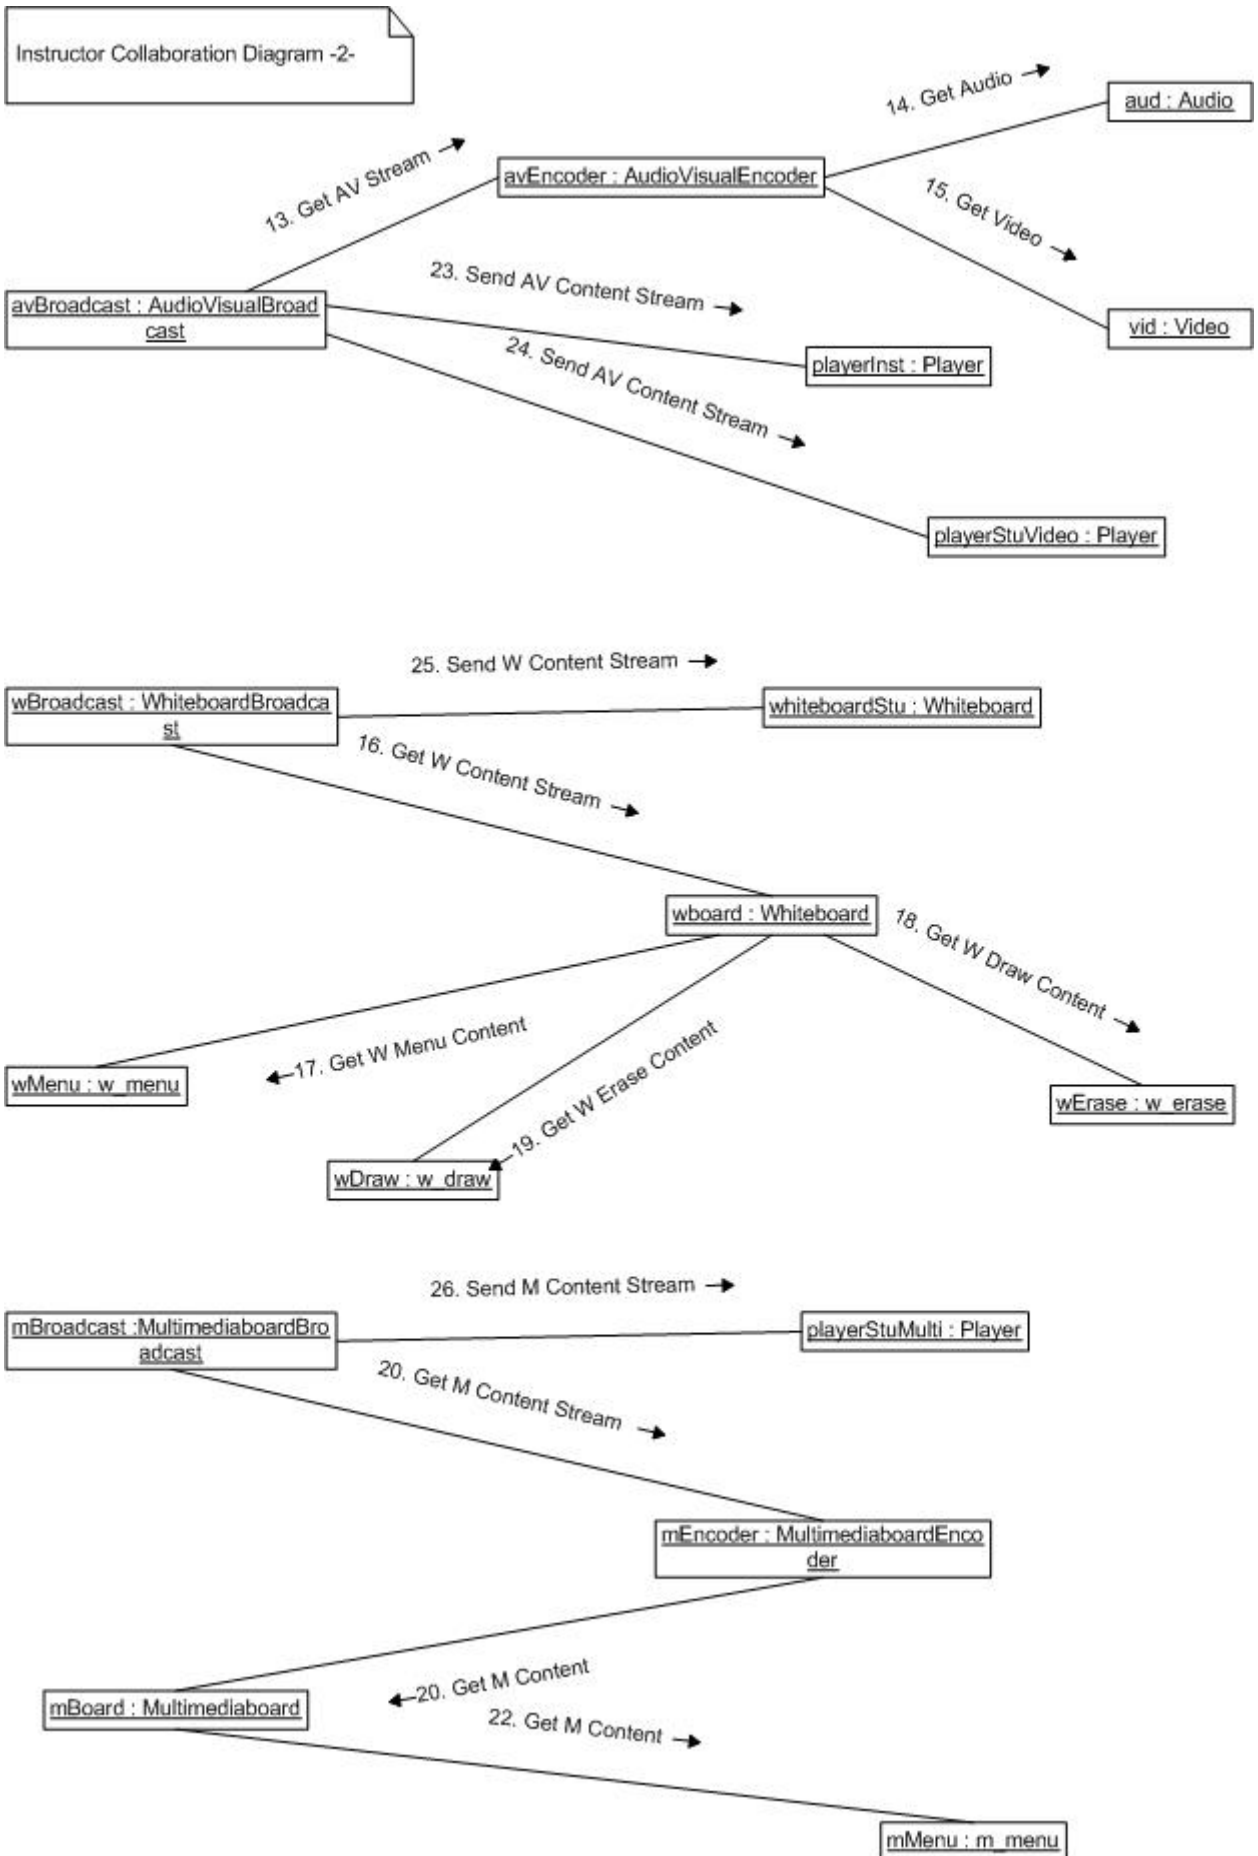 Instructor Collaboration Diagram -2-
14. Get Audio
aud : Audio
13. Get AV Stream
avEncoder : AudioVisualEncoder
15. Get Video
23. Send AV Content Stream
avBroadcast : AudioVisualBroad
cast
vid : Video
24. Send AV Content Stream
playerInst : Player
playerStuVideo : Player
25. Send W Content Stream
wBroadcast : WhiteboardBroadca
st
whiteboardStu : Whiteboard
16. Get W Content Stream
wboard : Whiteboard
18. Get W Draw Content
17. Get W Menu Content
wMenu : w_menu
19. Get W Erase Content
wErase : w_erase
wDraw : w_draw
26. Send M Content Stream
mBroadcast :MultimediaboardBro
adcast
playerStuMulti : Player
20. Get M Content Stream
mEncoder : MultimediaboardEnco
der
20. Get M Content
mBoard : Multimediaboard
22. Get M Content
mMenu : m_menu